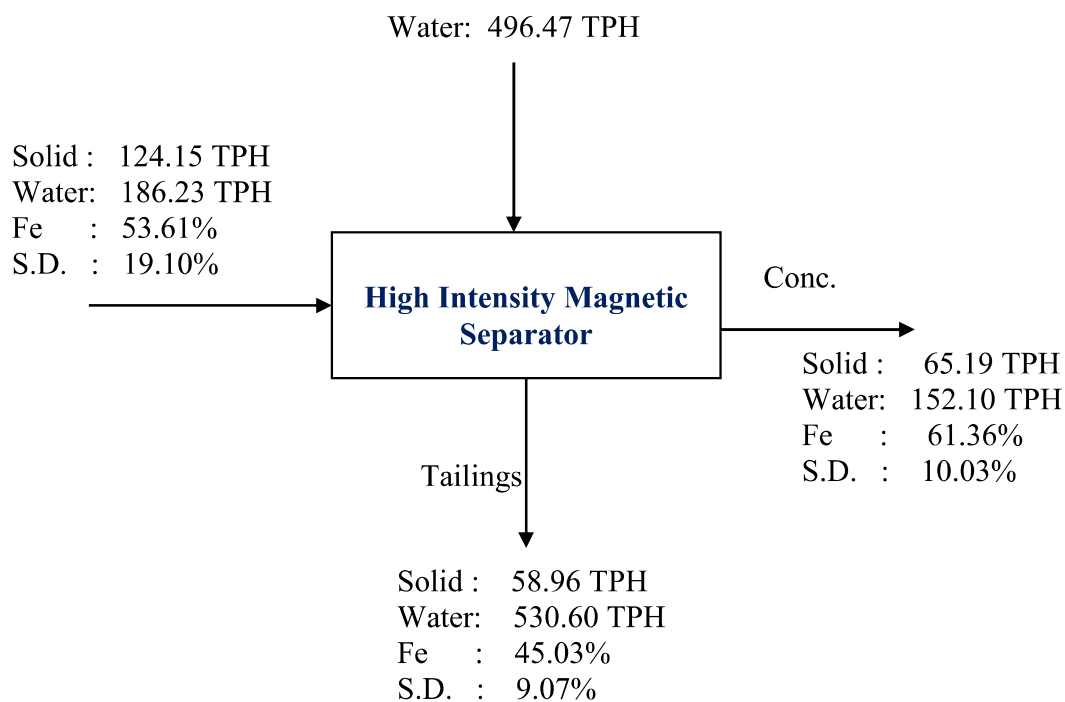 Water: 496.47 TPH
Solid : 124.15 TPH
Water: 186.23 TPH
Fe : 53.61%
S.D. : 19.10%
High Intensity Magnetic
Separator
Conc.
Solid : 65.19 TPH
Water: 152.10 TPH
Fe : 61.36%
S.D. : 10.03%
Tailings
Solid : 58.96 TPH
Water: 530.60 TPH
Fe : 45.03%
S.D. : 9.07%